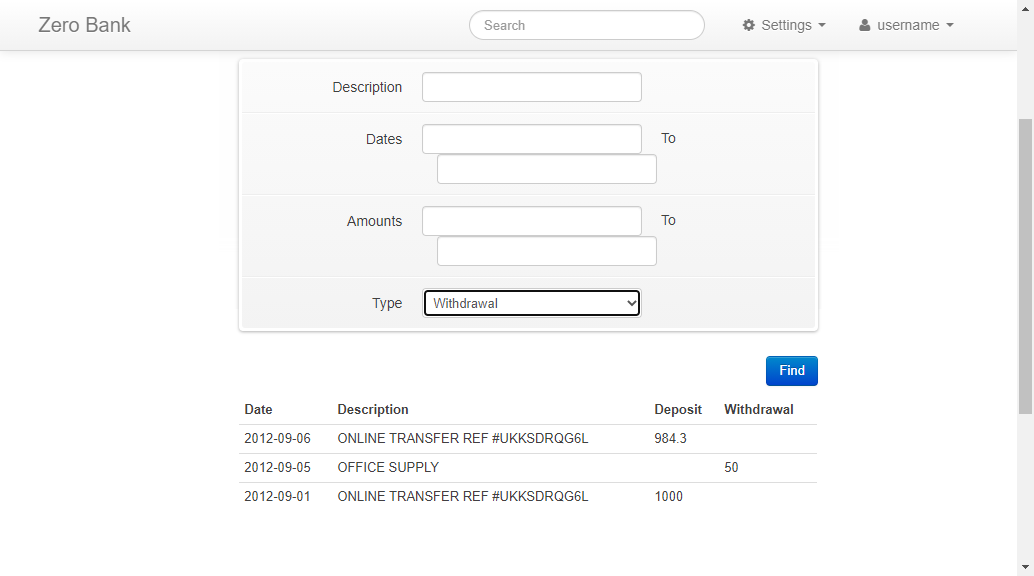 Zero Bank Search Settings username
Description
Dates To
Amounts To
Type Withdrawal
Find
Date Description Deposit Withdrawal
2012-09-06 ONLINE TRANSFER REF #UKKSDRQG6L 984.3
2012-09-05 OFFICE SUPPLY 50
2012-09-01 ONLINE TRANSFER REF #UKKSDRQG6L 1000